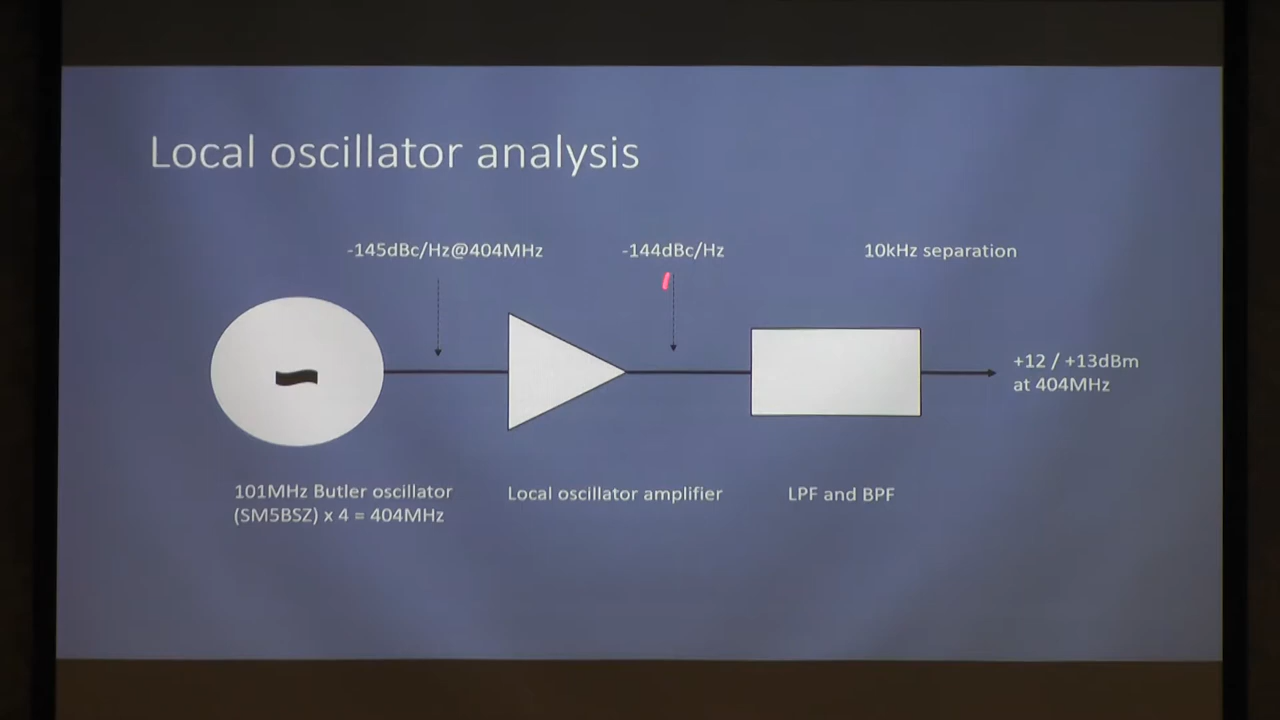 Local oscillator analysis
-145dBc/Hz@404MHz
-144dBc/Hz
10kHz separation
+12 / +13dBm
at 404MHz
101MHz Butler oscillator
(SM5BSZ) x 4 = 404MHz
Local oscillator amplifier
LPF and BPF